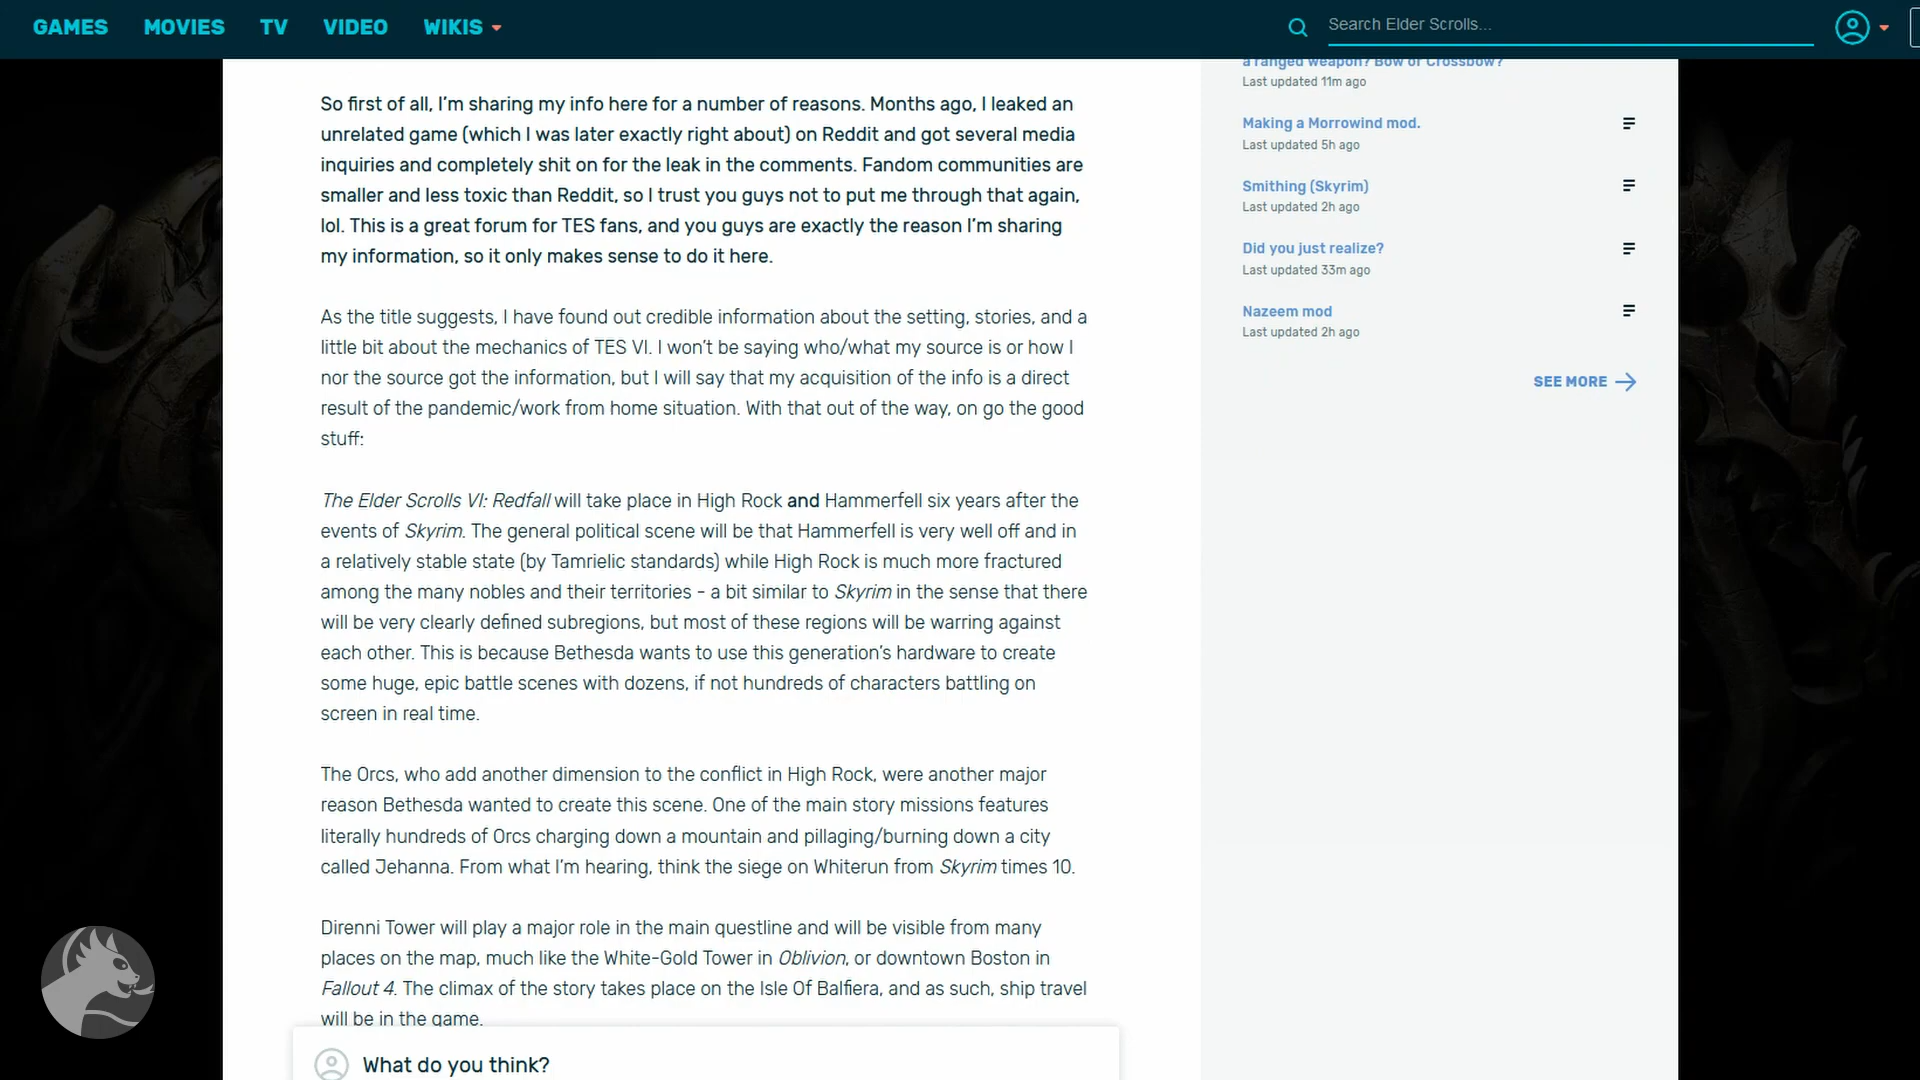 GAMES MOVIES TV VIDEO WIKIS Search Elder Scrolls...
So first of all, I'm sharing my info here for a number of reasons. Months ago, I leaked an
unrelated game (which I was later exactly right about) on Reddit and got several media
inquiries and completely shit on for the leak in the comments. Fandom communities are
smaller and less toxic than Reddit, so I trust you guys not to put me through that again,
lol. This is a great forum for TES fans, and you guys are exactly the reason I'm sharing
my information, so it only makes sense to do it here.
As the title suggests, I have found out credible information about the setting, stories, and a
little bit about the mechanics of TES VI. I won't be saying who/what my source is or how I
nor the source got the information, but I will say that my acquisition of the info is a direct
result of the pandemic/work from home situation. With that out of the way, on go the good
stuff:
The Elder Scrolls VI: Redfall will take place in High Rock and Hammerfell six years after the
events of Skyrim. The general political scene will be that Hammerfell is very well off and in
a relatively stable state (by Tamrielic standards) while High Rock is much more fractured
among the many nobles and their territories - a bit similar to Skyrim in the sense that there
will be very clearly defined subregions, but most of these regions will be warring against
each other. This is because Bethesda wants to use this generation's hardware to create
some huge, epic battle scenes with dozens, if not hundreds of characters battling on
screen in real time.
The Orcs, who add another dimension to the conflict in High Rock, were another major
reason Bethesda wanted to create this scene. One of the main story missions features
literally hundreds of Orcs charging down a mountain and pillaging/burning down a city
called Jehanna. From what I'm hearing, think the siege on Whiterun from Skyrim times 10.
Direnni Tower will play a major role in the main questline and will be visible from many
places on the map, much like the White-Gold Tower in Oblivion, or downtown Boston in
Fallout 4. The climax of the story takes place on the Isle Of Balfiera, and as such, ship travel
will be in the game.
What do you think?
a ranged weapon? Bow or Crossbow?
Last updated 11m ago
Making a Morrowind mod.
Last updated 5h ago
Smithing (Skyrim)
Last updated 2h ago
Did you just realize?
Last updated 33m ago
Nazeem mod
Last updated 2h ago
SEE MORE